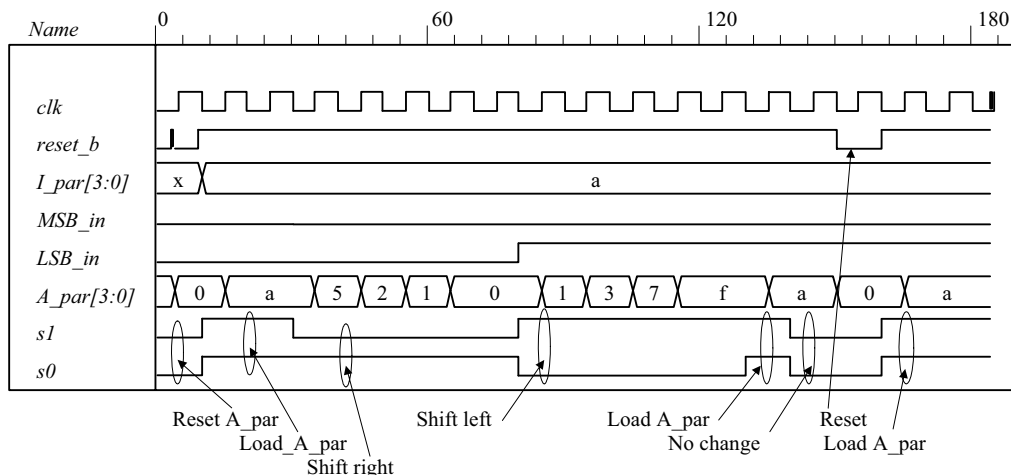 0 60 120 180
Name
clk
reset_b
I_par[3:0] x a
MSB_in
LSB_in
A_par[3:0] 0 a 5 2 1 0 1 3 7 f a 0 a
s1
s0
Reset A_par Shift left Load A_par Reset
Load_A_par No change Load A_par
Shift right